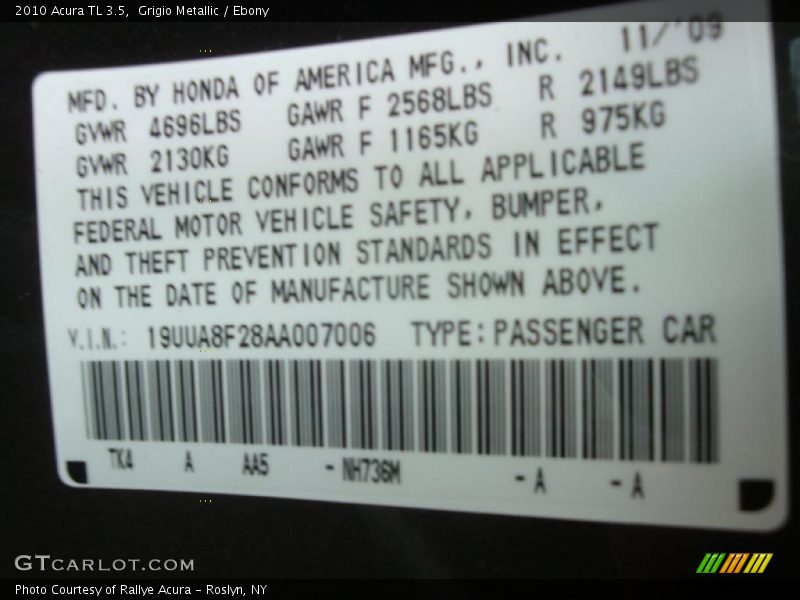 2010 Acura TL 3.5,  Grigio Metallic / Ebony
MFD. BY HONDA OF AMERICA MFG., INC. 11/'09
GVWR 4696LBS GAWR F 2568LBS R 2149LBS
GVWR 2130KG GAWR F 1165KG R 975KG
THIS VEHICLE CONFORMS TO ALL APPLICABLE
FEDERAL MOTOR VEHICLE SAFETY, BUMPER,
AND THEFT PREVENTION STANDARDS IN EFFECT
ON THE DATE OF MANUFACTURE SHOWN ABOVE.
V.I.N.: 19UUA8F28AA007006 TYPE: PASSENGER CAR
TK4 A AA5 - NH736M - A - A
GTCARLOT.COM
Photo Courtesy of Rallye Acura - Roslyn, NY